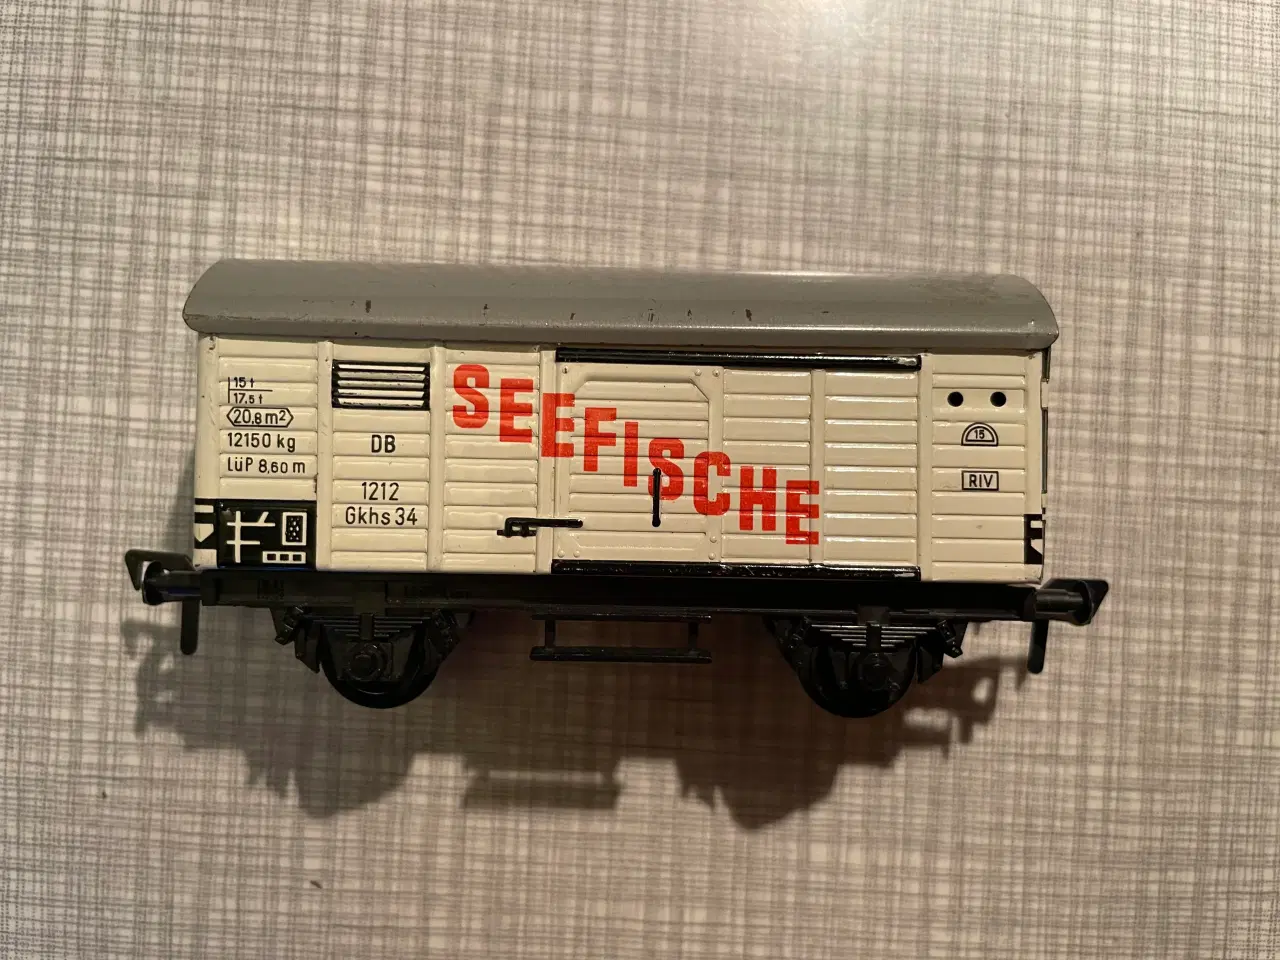 15 t
17,5 t
20,8 m²
12150 kg
LüP 8,60 m
DB
1212
Gkhs 34
SEEFISCHE
15
RIV